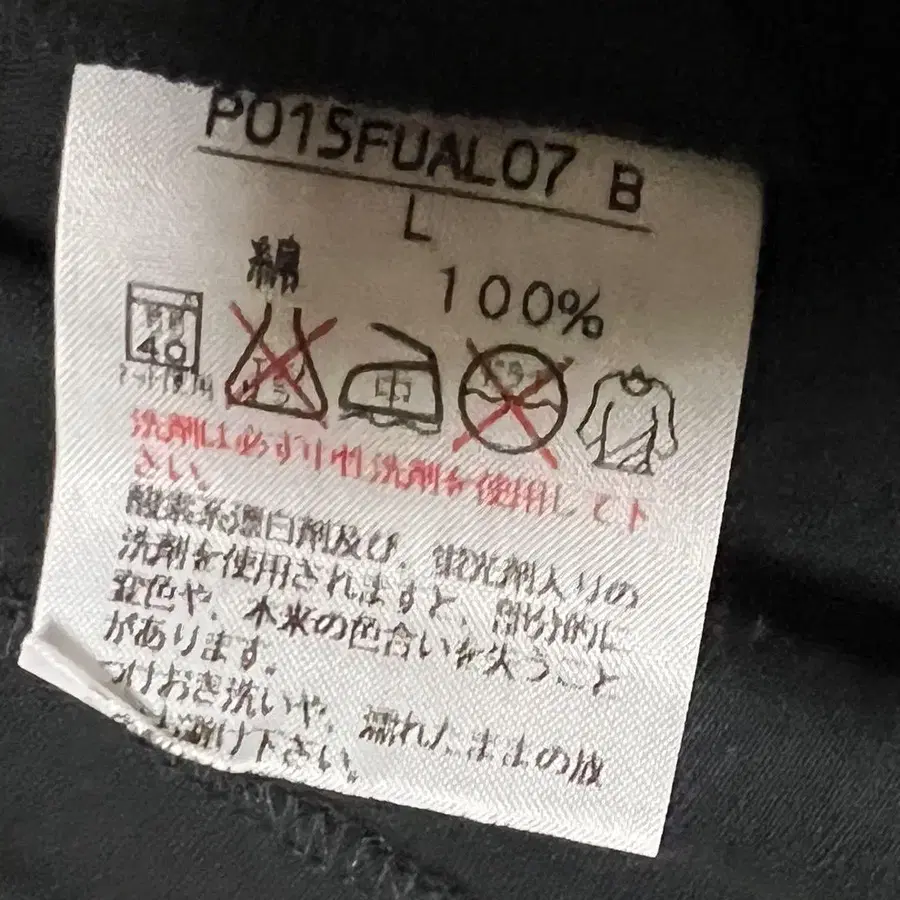 P015FUAL07 B
L
綿 100%
40
中
洗剤は必ず中性洗剤を使用して下
さい。
酸素系漂白剤及び、蛍光剤入りの
洗剤を使用されますと、部分的に
変色や、本来の色合いを失うこと
があります。
つけおき洗いや、濡れたままの放
置はお避け下さい。